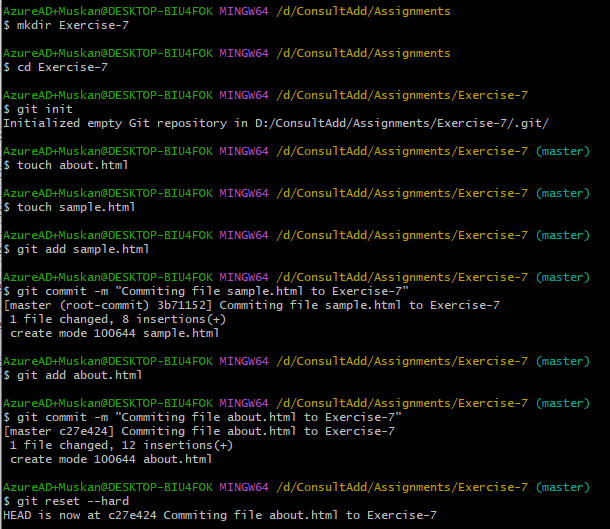 AzureAD+Muskan@DESKTOP-BIU4FOK MINGW64 /d/ConsultAdd/Assignments
$ mkdir Exercise-7
AzureAD+Muskan@DESKTOP-BIU4FOK MINGW64 /d/ConsultAdd/Assignments
$ cd Exercise-7
AzureAD+Muskan@DESKTOP-BIU4FOK MINGW64 /d/ConsultAdd/Assignments/Exercise-7
$ git init
Initialized empty Git repository in D:/ConsultAdd/Assignments/Exercise-7/.git/
AzureAD+Muskan@DESKTOP-BIU4FOK MINGW64 /d/ConsultAdd/Assignments/Exercise-7 (master)
$ touch about.html
AzureAD+Muskan@DESKTOP-BIU4FOK MINGW64 /d/ConsultAdd/Assignments/Exercise-7 (master)
$ touch sample.html
AzureAD+Muskan@DESKTOP-BIU4FOK MINGW64 /d/ConsultAdd/Assignments/Exercise-7 (master)
$ git add sample.html
AzureAD+Muskan@DESKTOP-BIU4FOK MINGW64 /d/ConsultAdd/Assignments/Exercise-7 (master)
$ git commit -m "Commiting file sample.html to Exercise-7"
[master (root-commit) 3b71152] Commiting file sample.html to Exercise-7
1 file changed, 8 insertions(+)
create mode 100644 sample.html
AzureAD+Muskan@DESKTOP-BIU4FOK MINGW64 /d/ConsultAdd/Assignments/Exercise-7 (master)
$ git add about.html
AzureAD+Muskan@DESKTOP-BIU4FOK MINGW64 /d/ConsultAdd/Assignments/Exercise-7 (master)
$ git commit -m "Commiting file about.html to Exercise-7"
[master c27e424] Commiting file about.html to Exercise-7
1 file changed, 12 insertions(+)
create mode 100644 about.html
AzureAD+Muskan@DESKTOP-BIU4FOK MINGW64 /d/ConsultAdd/Assignments/Exercise-7 (master)
$ git reset --hard
HEAD is now at c27e424 Commiting file about.html to Exercise-7